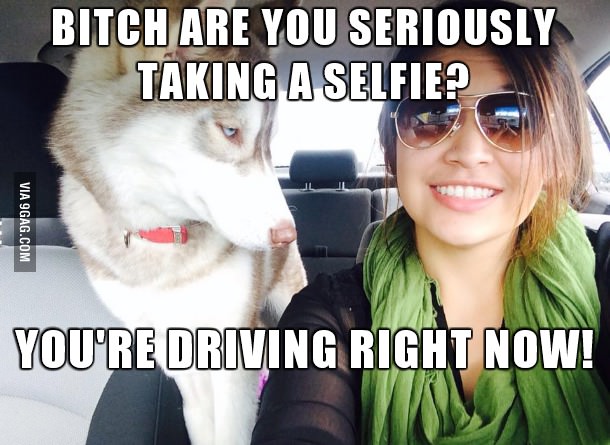 BITCH ARE YOU SERIOUSLY
TAKING A SELFIE?
VIA 9GAG.COM
YOU'RE DRIVING RIGHT NOW!